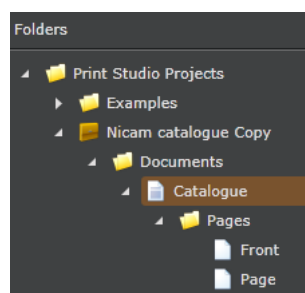 Folders
Print Studio Projects
Examples
Nicam catalogue Copy
Documents
Catalogue
Pages
Front
Page